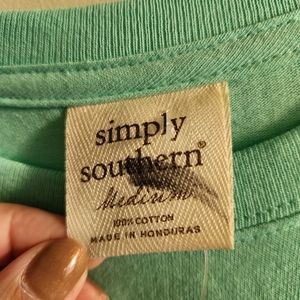 simply
southern®
Medium
100% COTTON
MADE IN HONDURAS